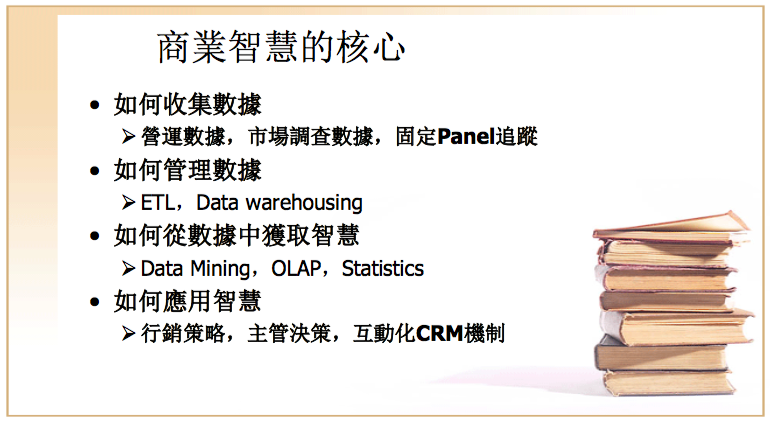 商業智慧的核心
• 如何收集數據
➢營運數據，市場調查數據，固定Panel追蹤
• 如何管理數據
➢ETL，Data warehousing
• 如何從數據中獲取智慧
➢Data Mining，OLAP，Statistics
• 如何應用智慧
➢行銷策略，主管決策，互動化CRM機制